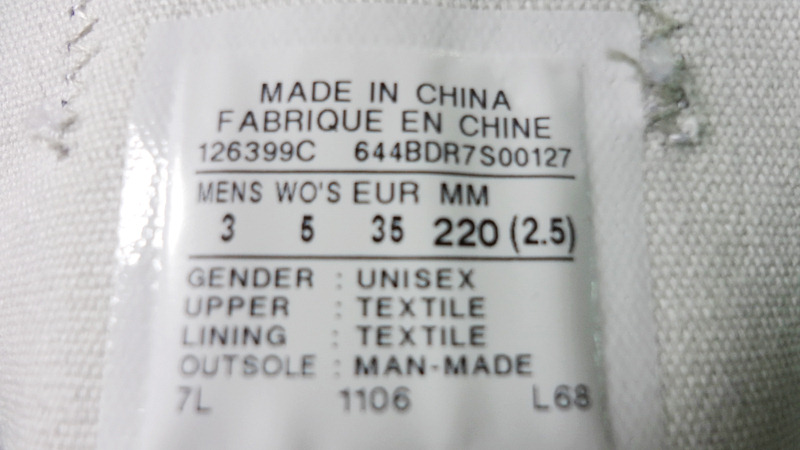 MADE IN CHINA
FABRIQUE EN CHINE
126399C 644BDR7S00127
MENS WO'S EUR MM
3 5 35 220 (2.5)
GENDER : UNISEX
UPPER : TEXTILE
LINING : TEXTILE
OUTSOLE : MAN-MADE
7L 1106 L68